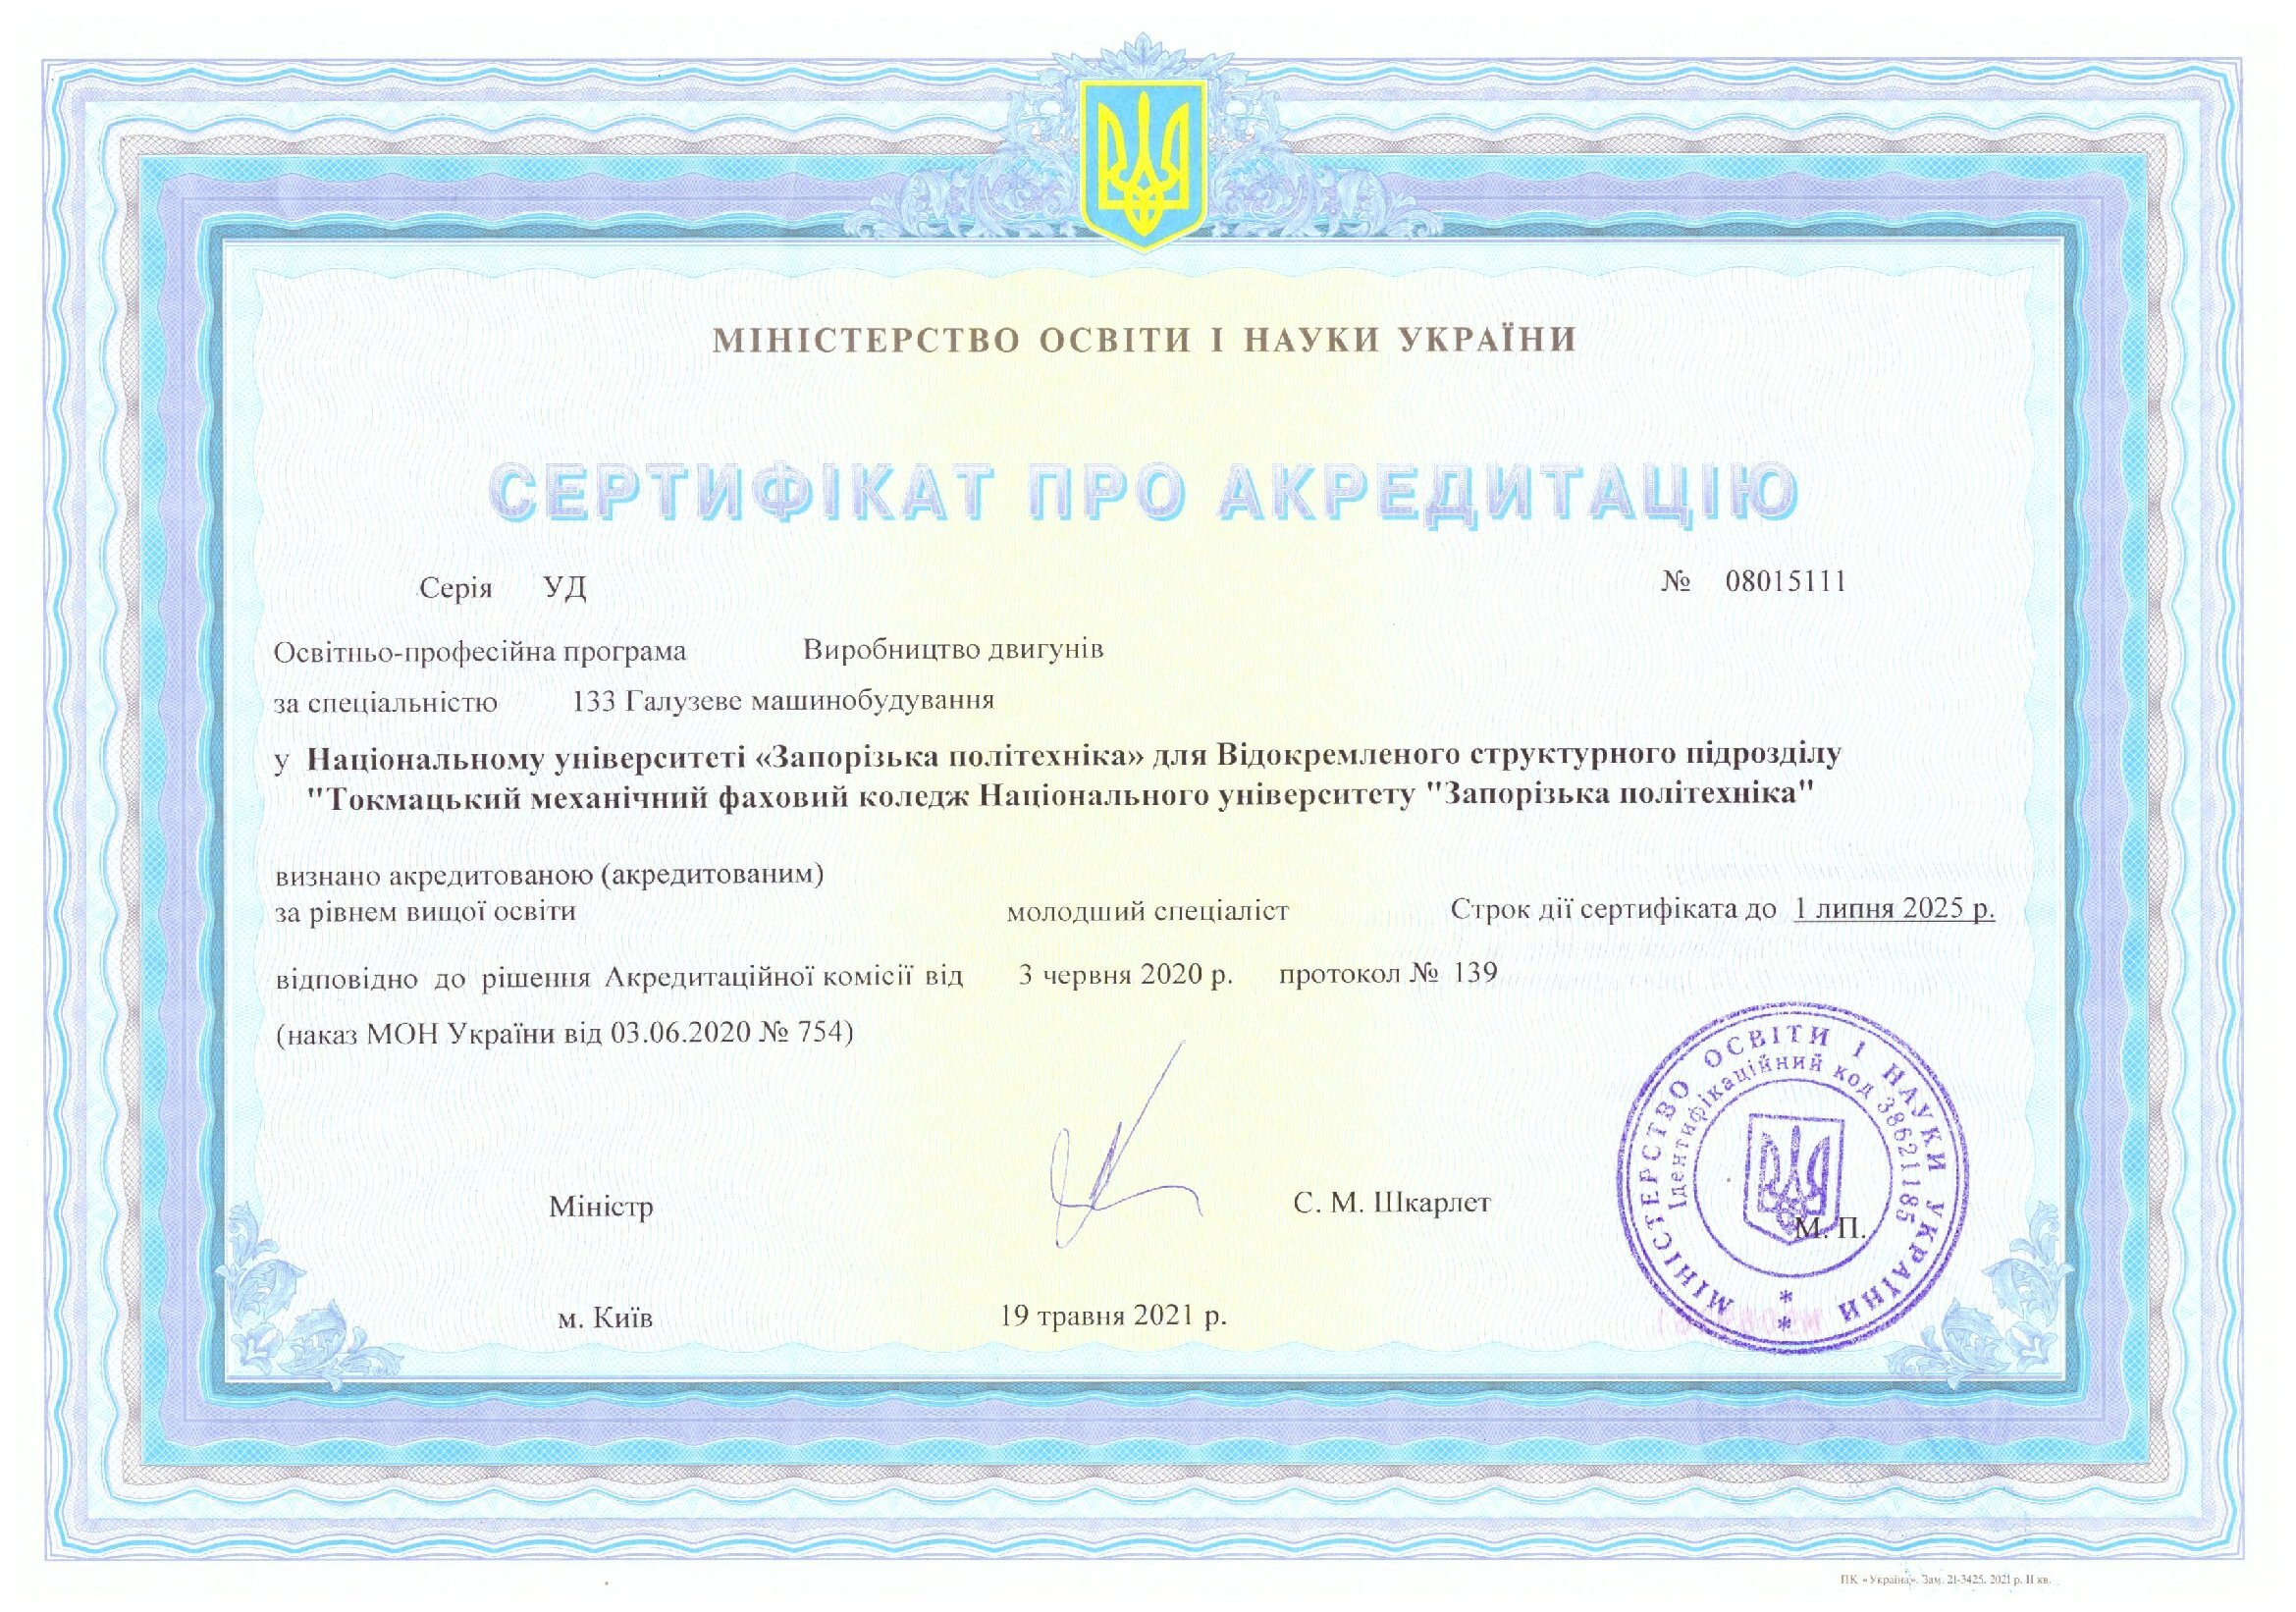 МІНІСТЕРСТВО ОСВІТИ І НАУКИ УКРАЇНИ
СЕРТИФІКАТ ПРО АКРЕДИТАЦІЮ
Серія УД № 08015111
Освітньо-професійна програма Виробництво двигунів
за спеціальністю 133 Галузеве машинобудування
у Національному університеті «Запорізька політехніка» для Відокремленого структурного підрозділу
"Токмацький механічний фаховий коледж Національного університету "Запорізька політехніка"
визнано акредитованою (акредитованим)
за рівнем вищої освіти молодший спеціаліст Строк дії сертифіката до 1 липня 2025 р.
відповідно до рішення Акредитаційної комісії від 3 червня 2020 р. протокол № 139
(наказ МОН України від 03.06.2020 № 754)
Міністр С. М. Шкарлет
М. П.
МІНІСТЕРСТВО ОСВІТИ І НАУКИ УКРАЇНИ
Ідентифікаційний код 38621185
м. Київ 19 травня 2021 р.
ПК «Україна». Зам. 21-3425. 2021 р. II кв.